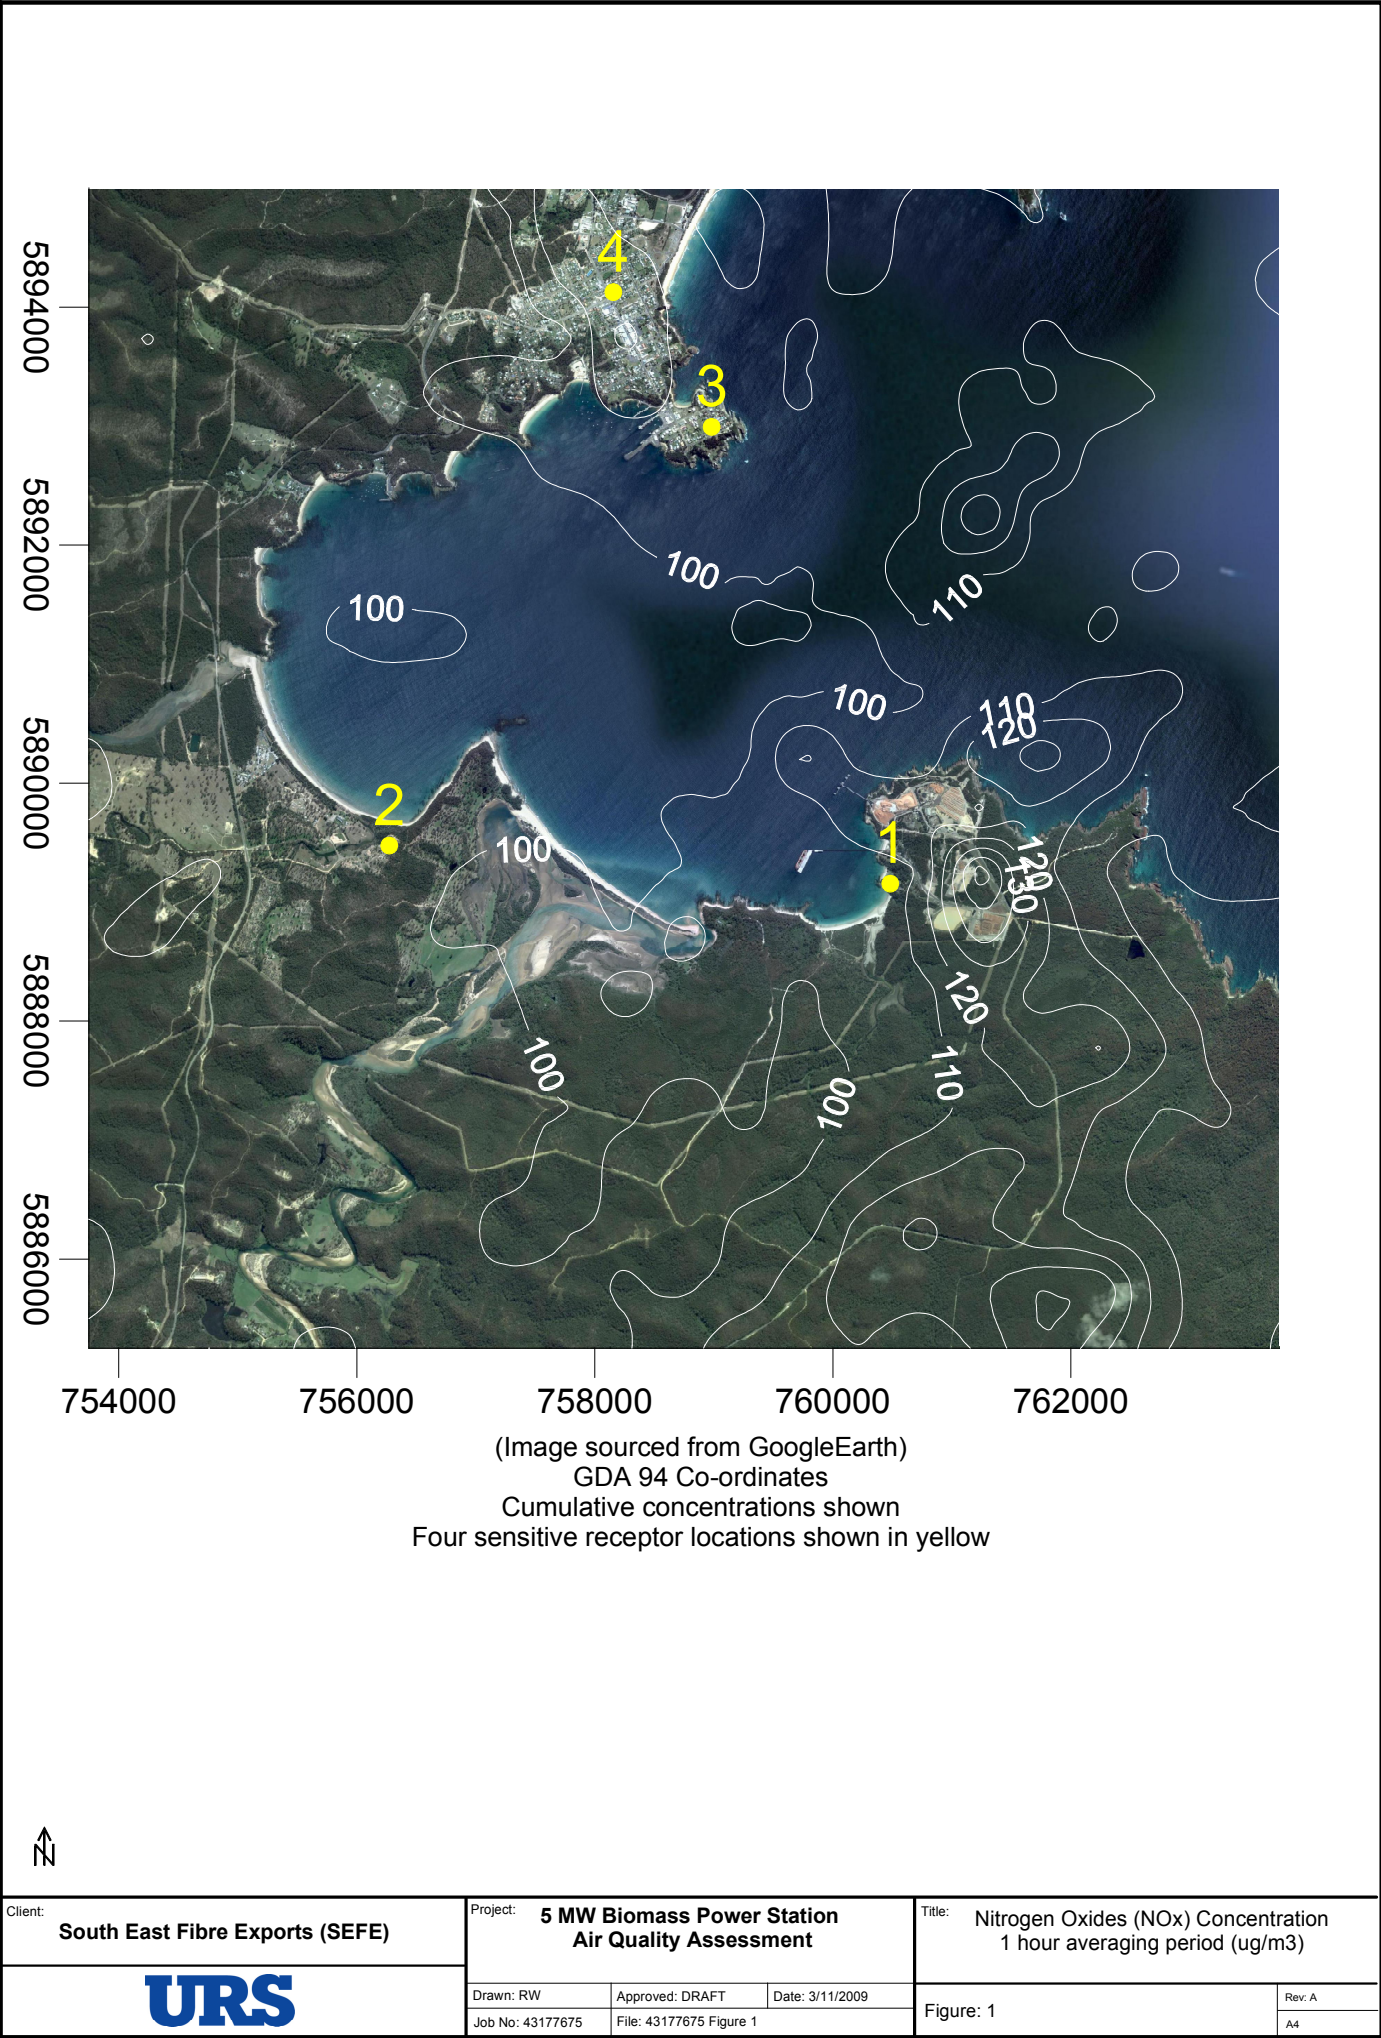 4
3
100
100
110
100
110
120
2
1
100
120
130
120
100
110
100
5894000
5892000
5890000
5888000
5886000
754000 756000 758000 760000 762000
(Image sourced from GoogleEarth)
GDA 94 Co-ordinates
Cumulative concentrations shown
Four sensitive receptor locations shown in yellow
N
Client:
South East Fibre Exports (SEFE)
URS
Project: 5 MW Biomass Power Station
Air Quality Assessment
Drawn: RW
Approved: DRAFT
Date: 3/11/2009
Job No: 43177675
File: 43177675 Figure 1
Title: Nitrogen Oxides (NOx) Concentration
1 hour averaging period (ug/m3)
Figure: 1
Rev: A
A4